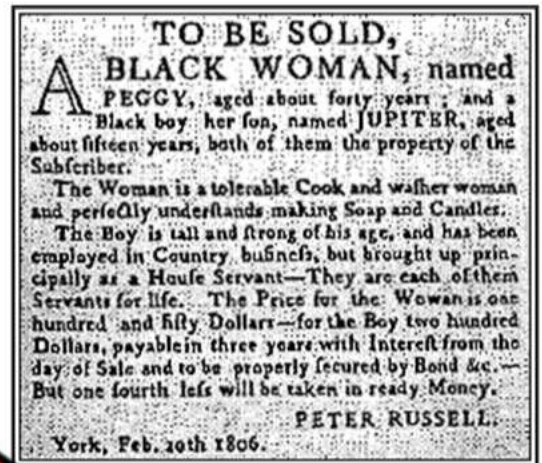 TO BE SOLD,
A BLACK WOMAN, named
PEGGY, aged about forty years ; and a
Black boy her ſon, named JUPITER, aged
about fifteen years, both of them the property of the
Subſcriber.
The Woman is a tolerable Cook and waſher woman
and perfectly underſtands making Soap and Candles.
The Boy is tall and ſtrong of his age, and has been
employed in Country buſineſs, but brought up prin-
cipally as a Houſe Servant—They are each of them
Servants for life. The Price for the Wowan is one
hundred and fifty Dollars—for the Boy two hundred
Dollars, payable in three years with Intereſt from the
day of Sale and to be properly ſecured by Bond &c.—
But one fourth leſs will be taken in ready Money.
PETER RUSSELL.
York, Feb. 10th 1806.